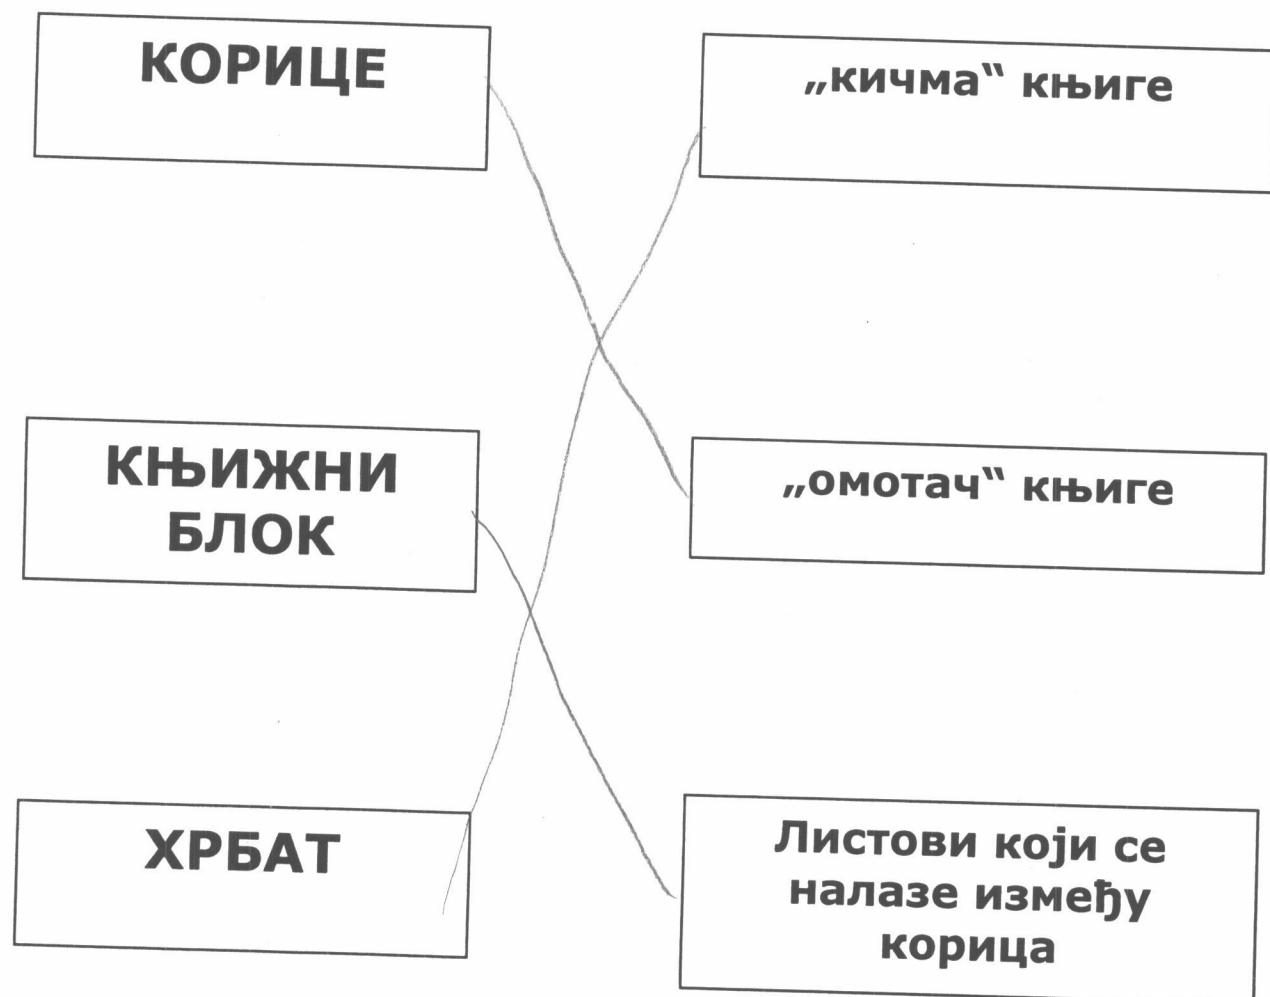 КОРИЦЕ
„кичма“ књиге
КЊИЖНИ
БЛОК
„омотач“ књиге
ХРБАТ
Листови који се
налазе између
корица